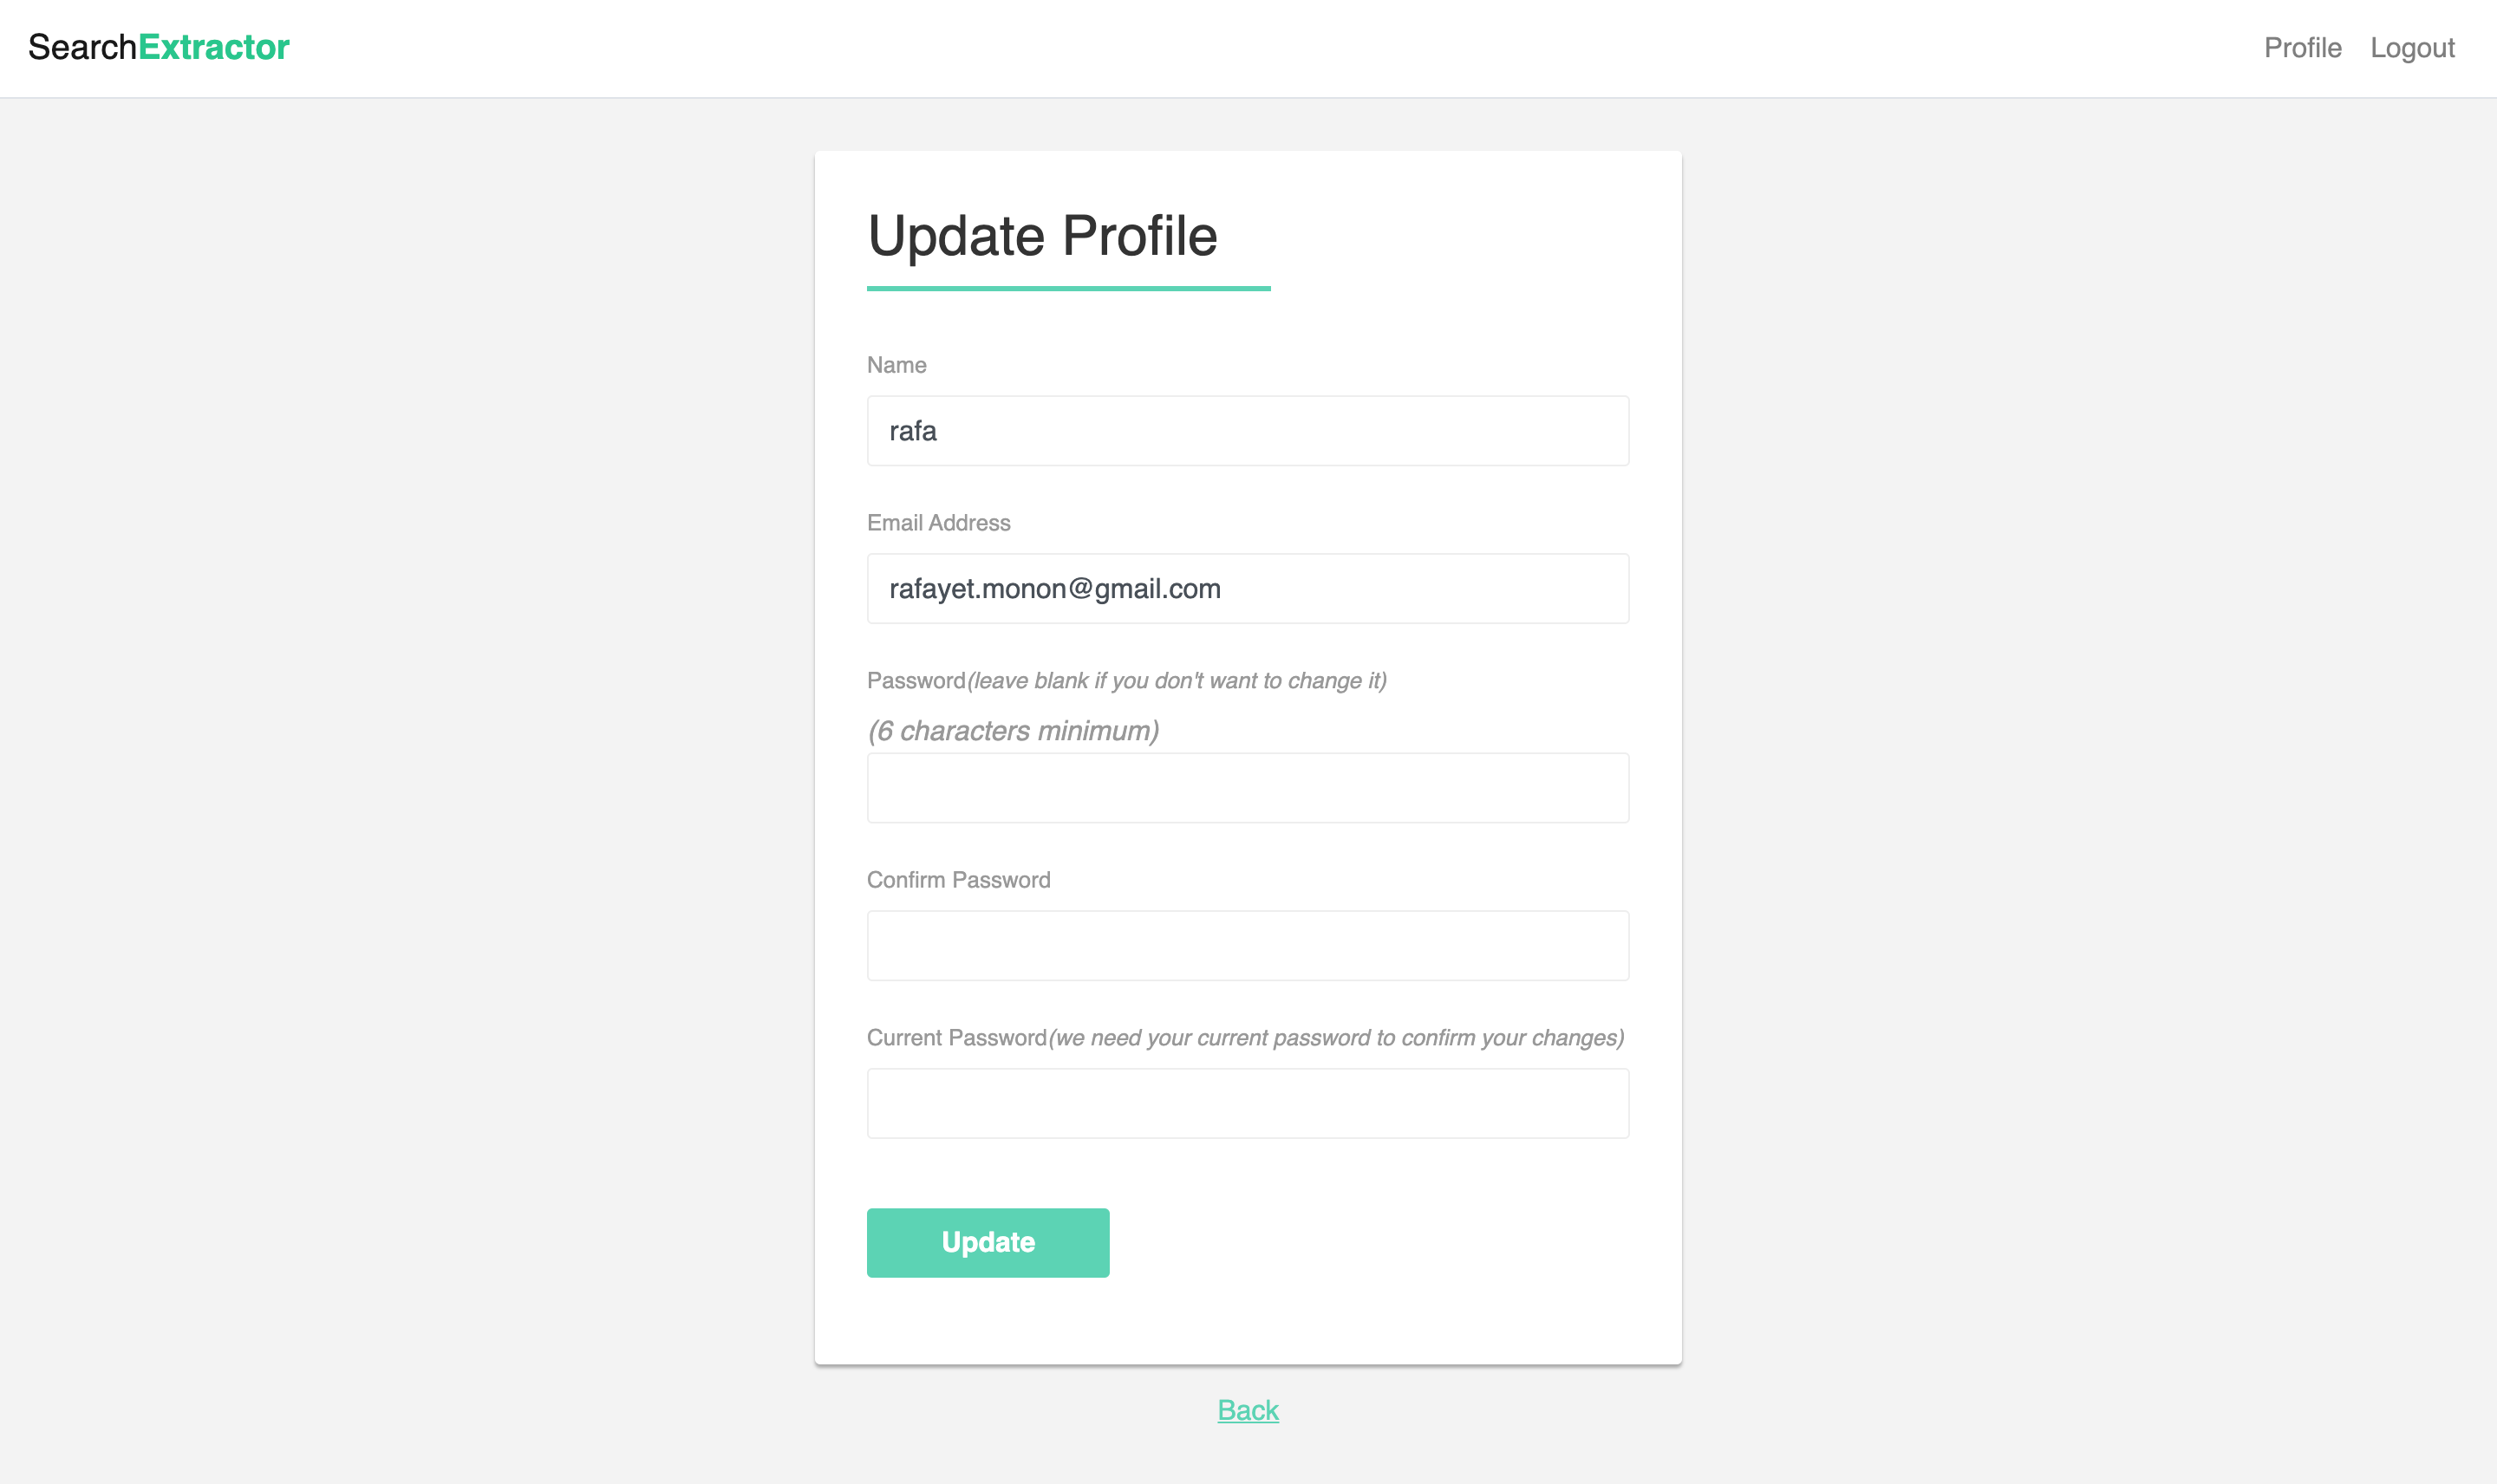 SearchExtractor
Profile Logout
Update Profile
Name
rafa
Email Address
rafayet.monon@gmail.com
Password(leave blank if you don't want to change it)
(6 characters minimum)
Confirm Password
Current Password(we need your current password to confirm your changes)
Update
Back